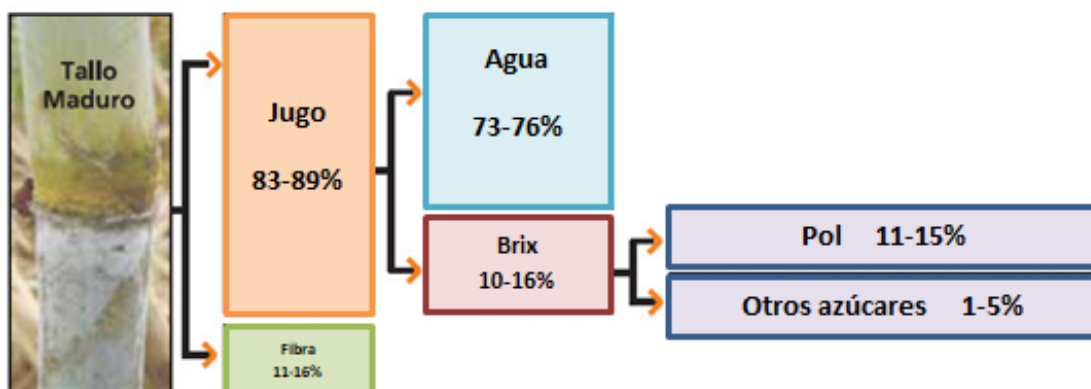 Tallo
Maduro
Jugo
83-89%
Fibra
11-16%
Agua
73-76%
Brix
10-16%
Pol 11-15%
Otros azúcares 1-5%